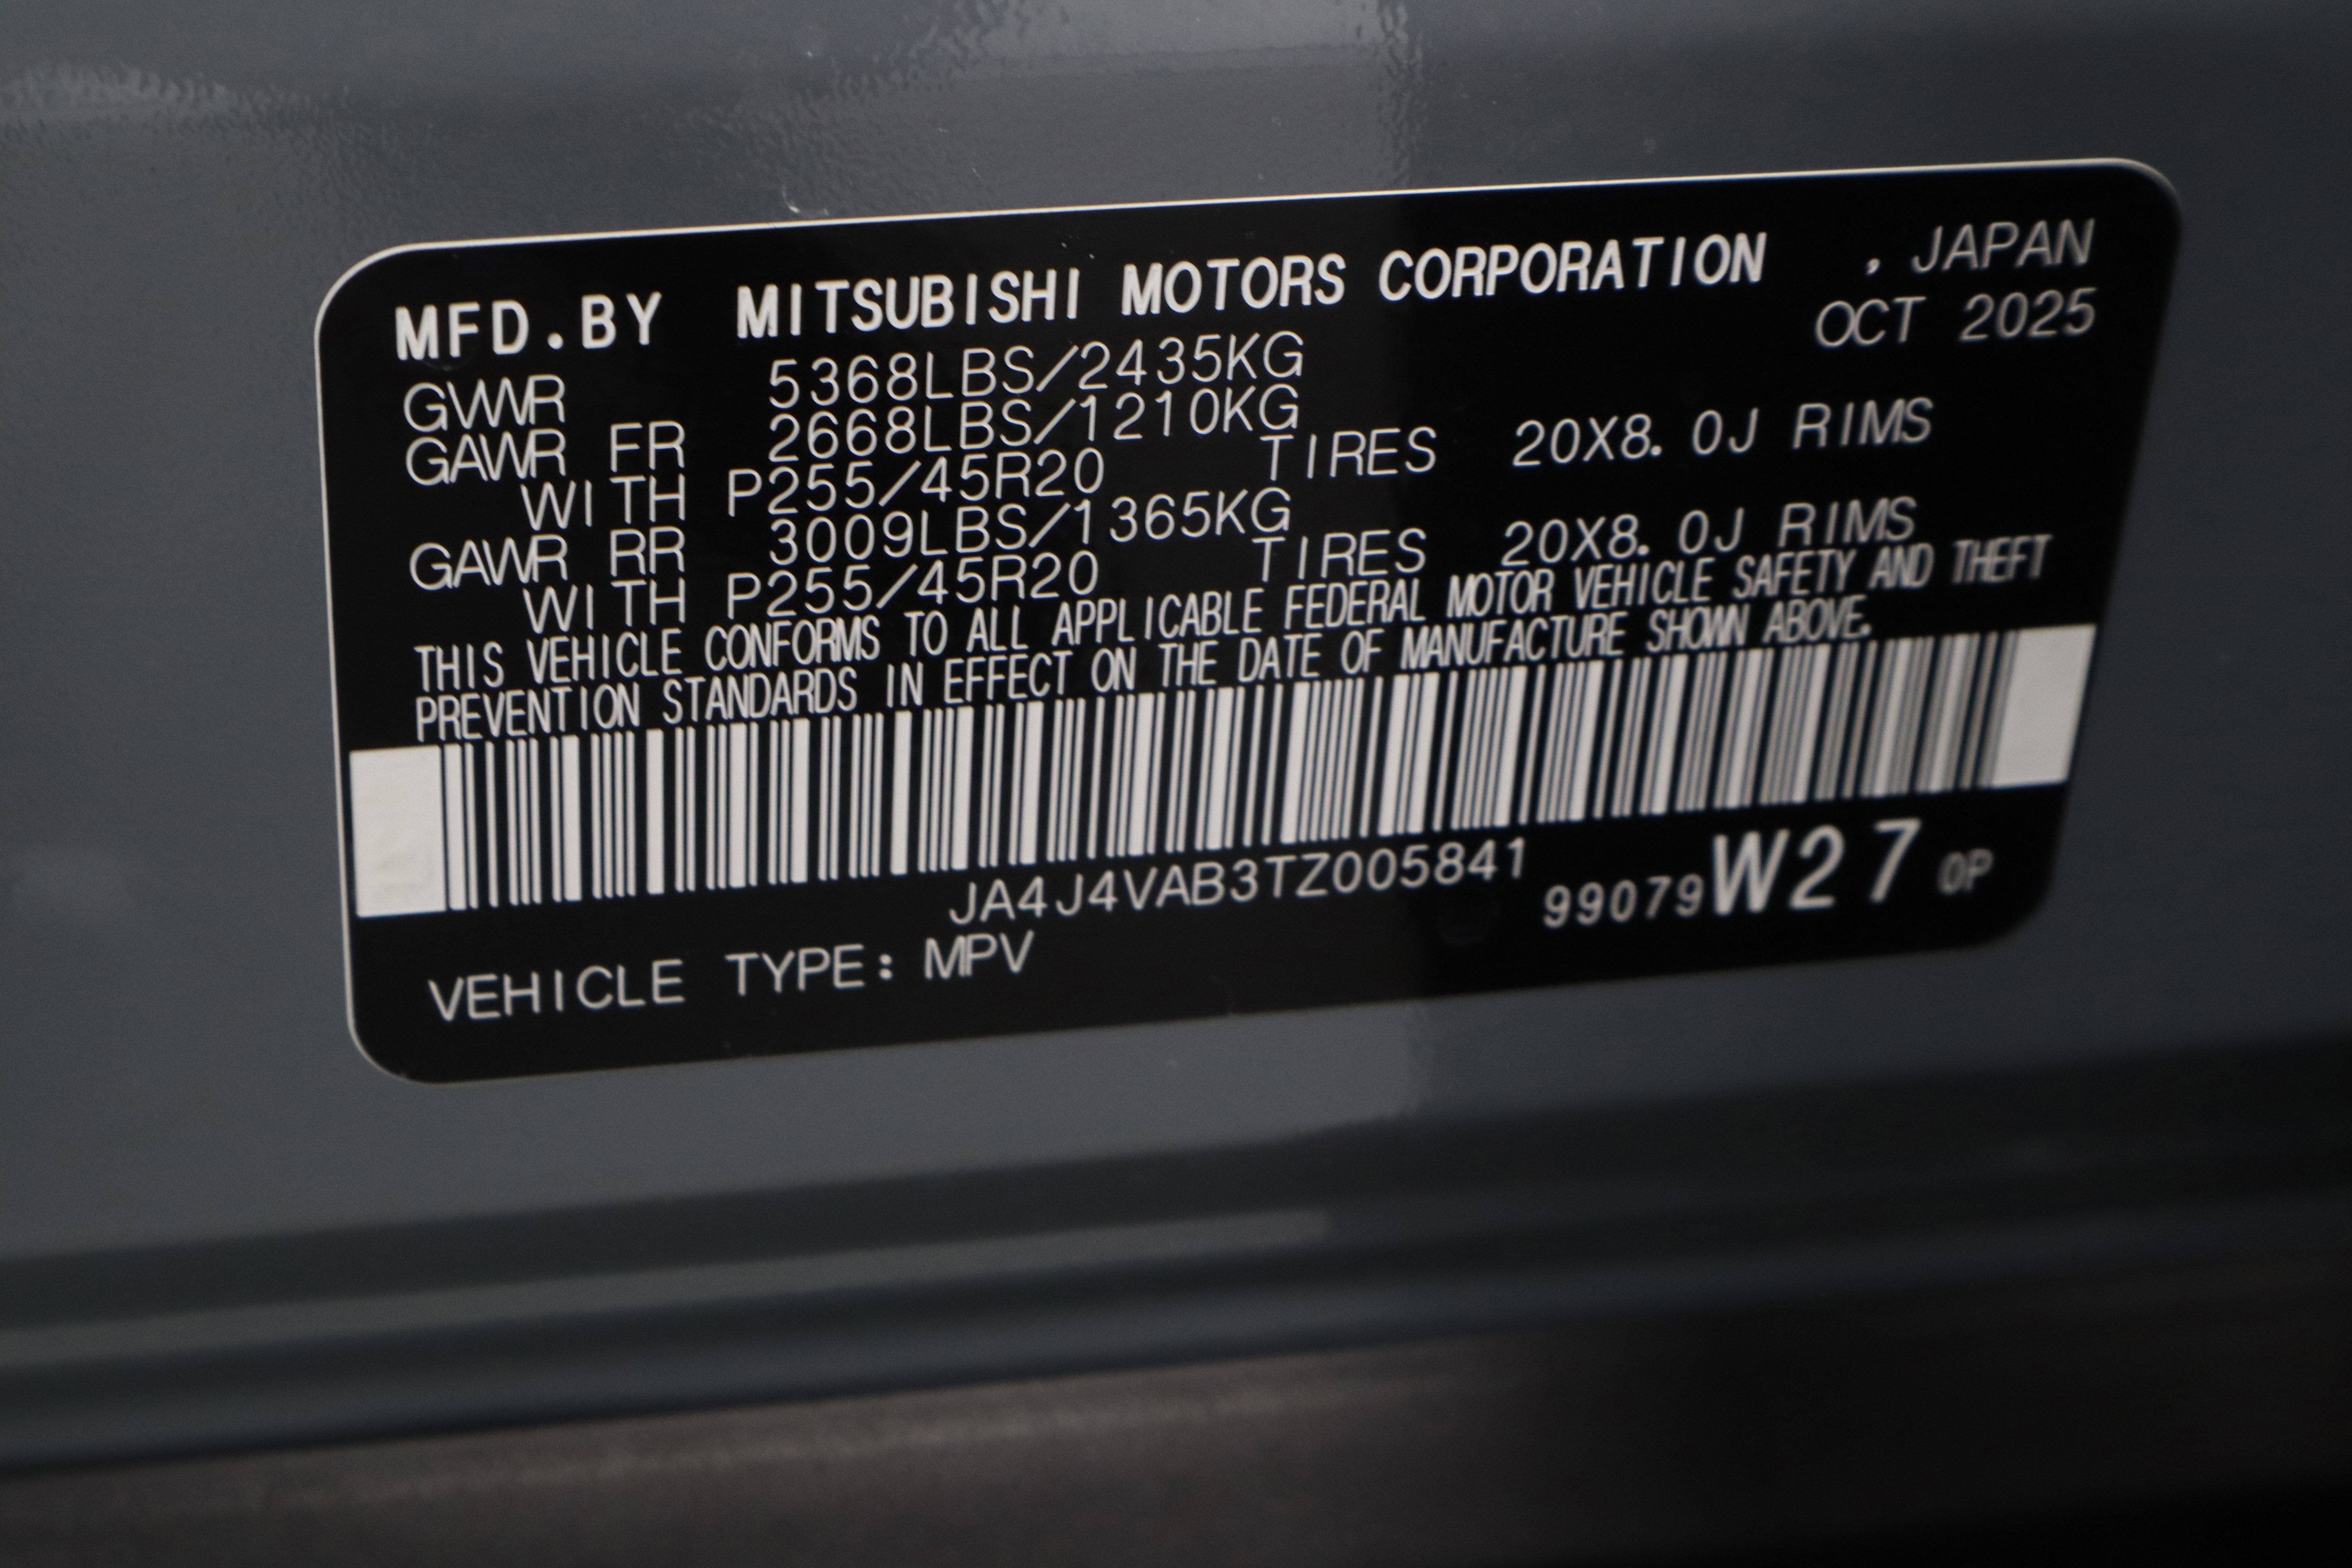 MFD.BY MITSUBISHI MOTORS CORPORATION , JAPAN
OCT 2025
GVWR 5368LBS/2435KG
GAWR FR 2668LBS/1210KG
WITH P255/45R20 TIRES 20X8.0J RIMS
GAWR RR 3009LBS/1365KG
WITH P255/45R20 TIRES 20X8.0J RIMS
THIS VEHICLE CONFORMS TO ALL APPLICABLE FEDERAL MOTOR VEHICLE SAFETY AND THEFT
PREVENTION STANDARDS IN EFFECT ON THE DATE OF MANUFACTURE SHOWN ABOVE.
JA4J4VAB3TZ005841
99079W27 0P
VEHICLE TYPE: MPV